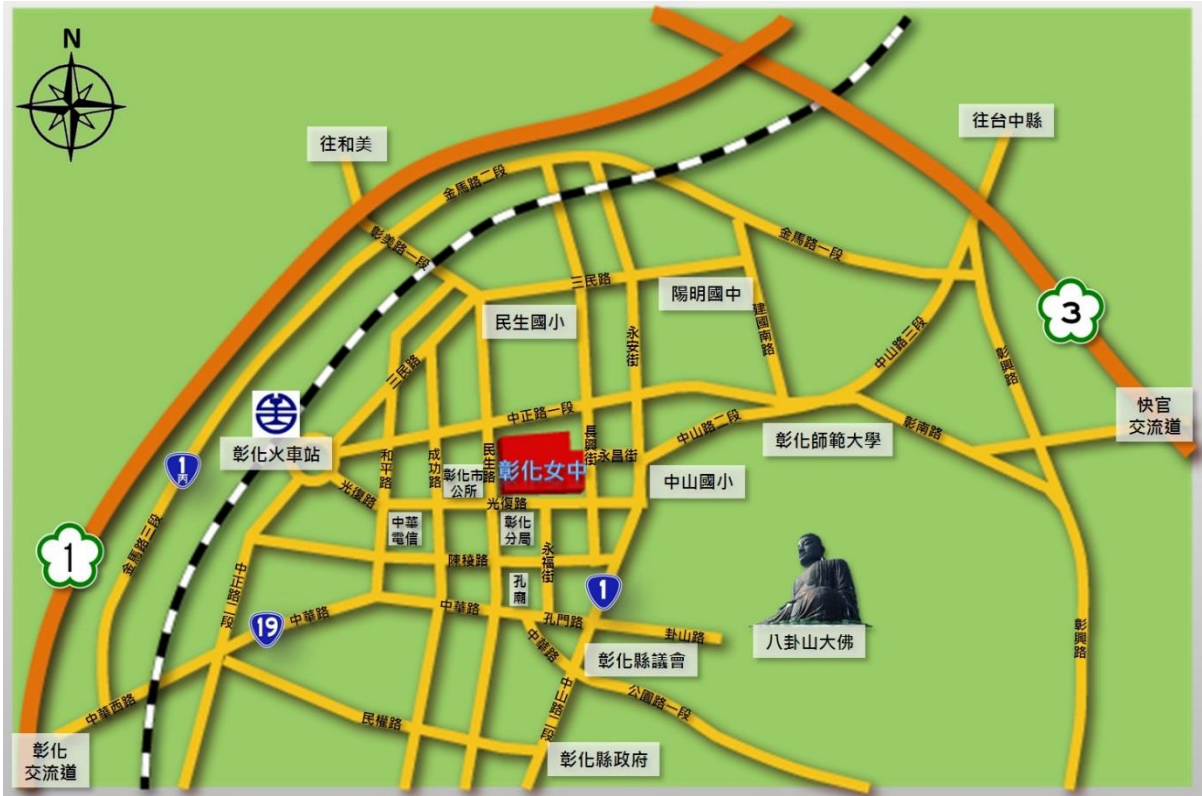 N
往和美
往台中縣
金馬路二段
彰美路一段
金馬路一段
三民路
陽明國中
民生國小
永安街
建國南路
中山路三段
彰興路
3
三民路
中正路一段
快官
交流道
彰化火車站
和平路
成功路
民生路
彰化女中
長興街
永昌街
中山路二段
彰化師範大學
彰南路
1
丙
彰化市
公所
中山國小
光復路
光復路
中華
電信
彰化
分局
永福街
陳稜路
1
金馬路三段
孔廟
1
中正路二段
19
中華路
中華路
孔門路
卦山路
八卦山大佛
彰興路
中華路
彰化縣議會
中山路一段
公園路一段
中華西路
民權路
彰化
交流道
彰化縣政府